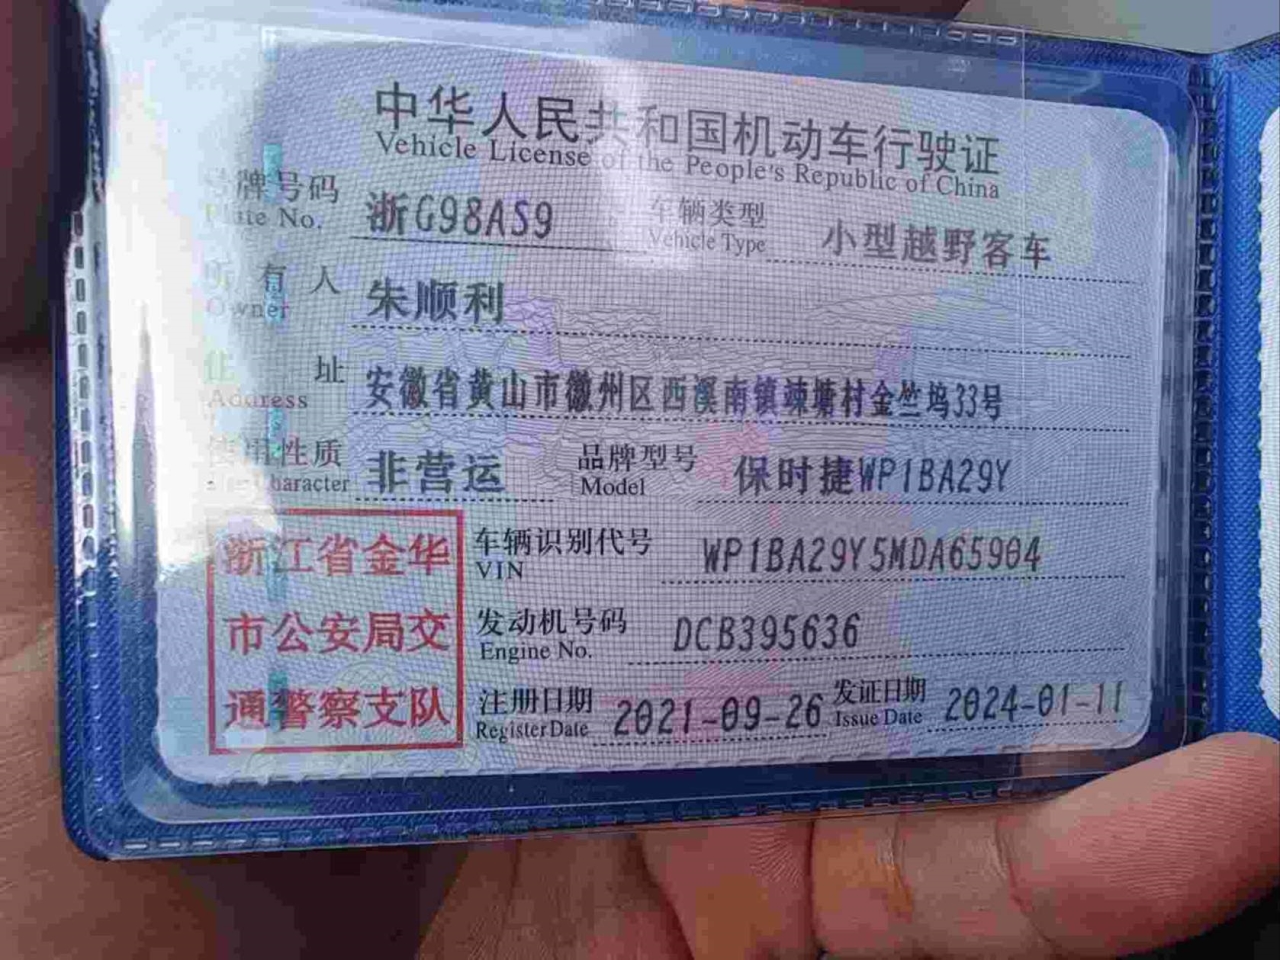 中华人民共和国机动车行驶证
Vehicle License of the People's Republic of China
号牌号码 浙G98AS9 车辆类型 小型越野客车
Plate No. Vehicle Type
所有人 朱顺利
Owner
住址 安徽省黄山市徽州区西溪南镇竦塘村金竺坞33号
Address
使用性质 非营运 品牌型号 保时捷WP1BA29Y
Use Character Model
浙江省金华
市公安局交
通警察支队
车辆识别代号 WP1BA29Y5MDA65904
VIN
发动机号码 DCB395636
Engine No.
注册日期 2021-09-26 发证日期 2024-01-11
Register Date Issue Date